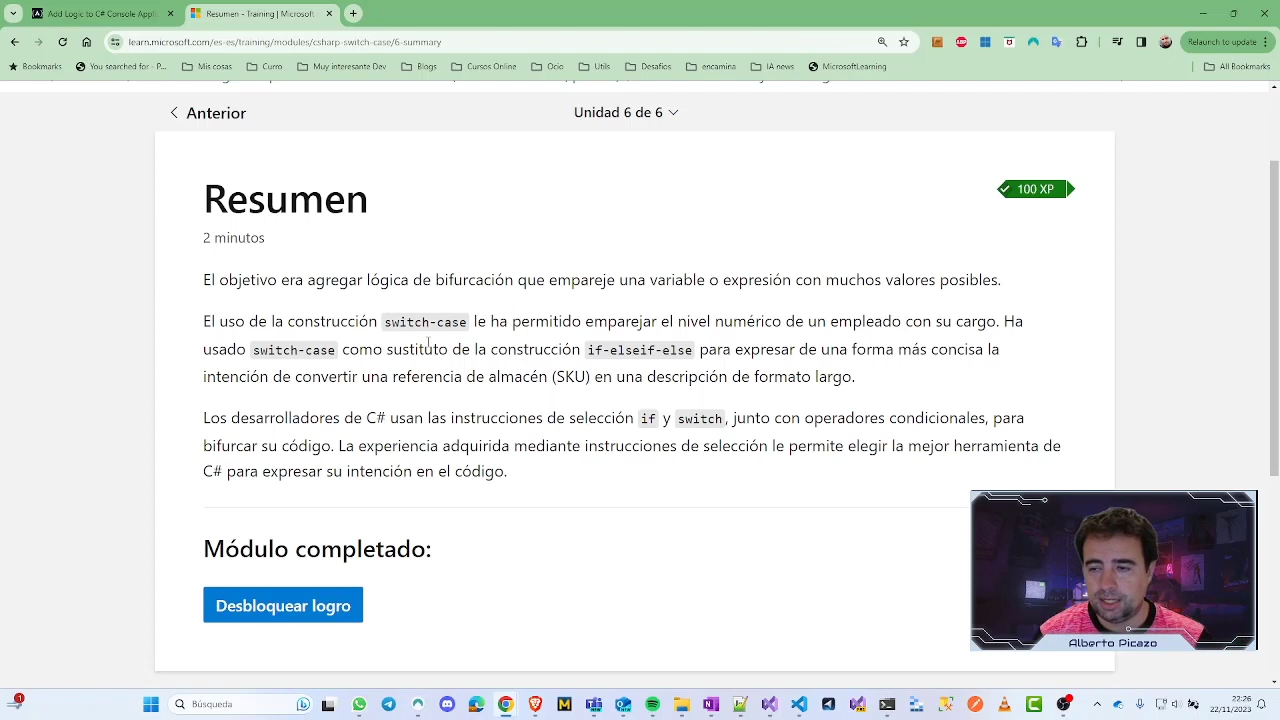 Add Logic to C# Console Applic
Resumen - Training | Microsoft
learn.microsoft.com/es-es/training/modules/csharp-switch-case/6-summary
Relaunch to update
Bookmarks
You searched for - P...
Mis cosas
Curro
Muy interesante Dev
Blogs
Cursos Online
Ocio
Utils
Desafios
encamina
IA news
MicrosoftLearning
All Bookmarks
Anterior
Unidad 6 de 6
Resumen
100 XP
2 minutos
El objetivo era agregar lógica de bifurcación que empareje una variable o expresión con muchos valores posibles.
El uso de la construcción switch-case le ha permitido emparejar el nivel numérico de un empleado con su cargo. Ha
usado switch-case como sustituto de la construcción if-elseif-else para expresar de una forma más concisa la
intención de convertir una referencia de almacén (SKU) en una descripción de formato largo.
Los desarrolladores de C# usan las instrucciones de selección if y switch, junto con operadores condicionales, para
bifurcar su código. La experiencia adquirida mediante instrucciones de selección le permite elegir la mejor herramienta de
C# para expresar su intención en el código.
Módulo completado:
Desbloquear logro
Alberto Picazo
1
Búsqueda
22:26
22/11/2023